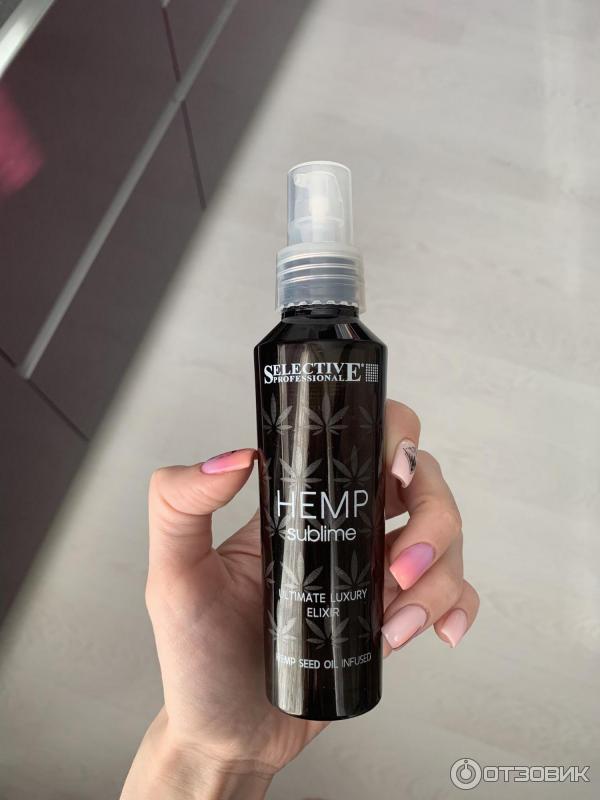 SELECTIVE®
PROFESSIONAL
HEMP
sublime
ULTIMATE LUXURY
ELIXIR
HEMP SEED OIL INFUSED
ОТЗОВИК